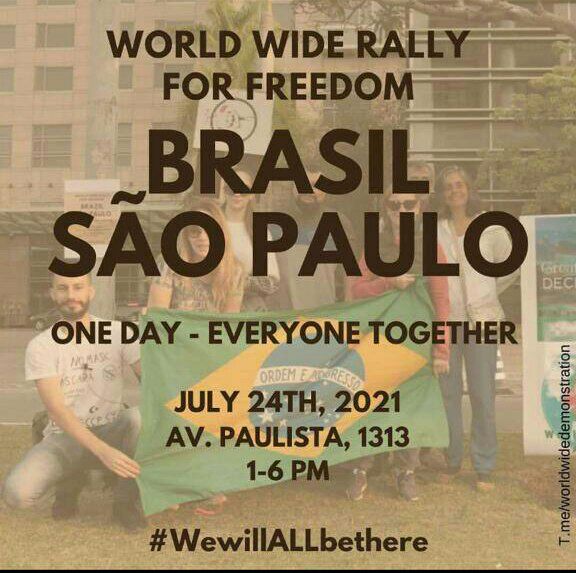 WORLD WIDE RALLY
FOR FREEDOM
BRASIL
SÃO PAULO
ONE DAY - EVERYONE TOGETHER
JULY 24TH, 2021
AV. PAULISTA, 1313
1-6 PM
#WewillALLbethere
T.me/worldwidedemonstration
ORDEM E PROGRESSO
NO MASK